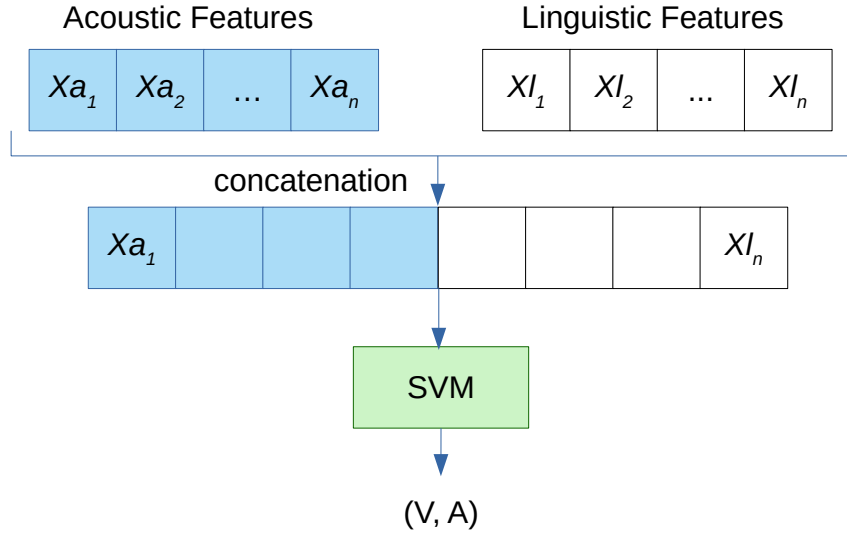 Acoustic Features Linguistic Features
Xa₁ Xa₂ ... Xaₙ Xl₁ Xl₂ ... Xlₙ
concatenation
Xa₁ Xlₙ
SVM
(V, A)